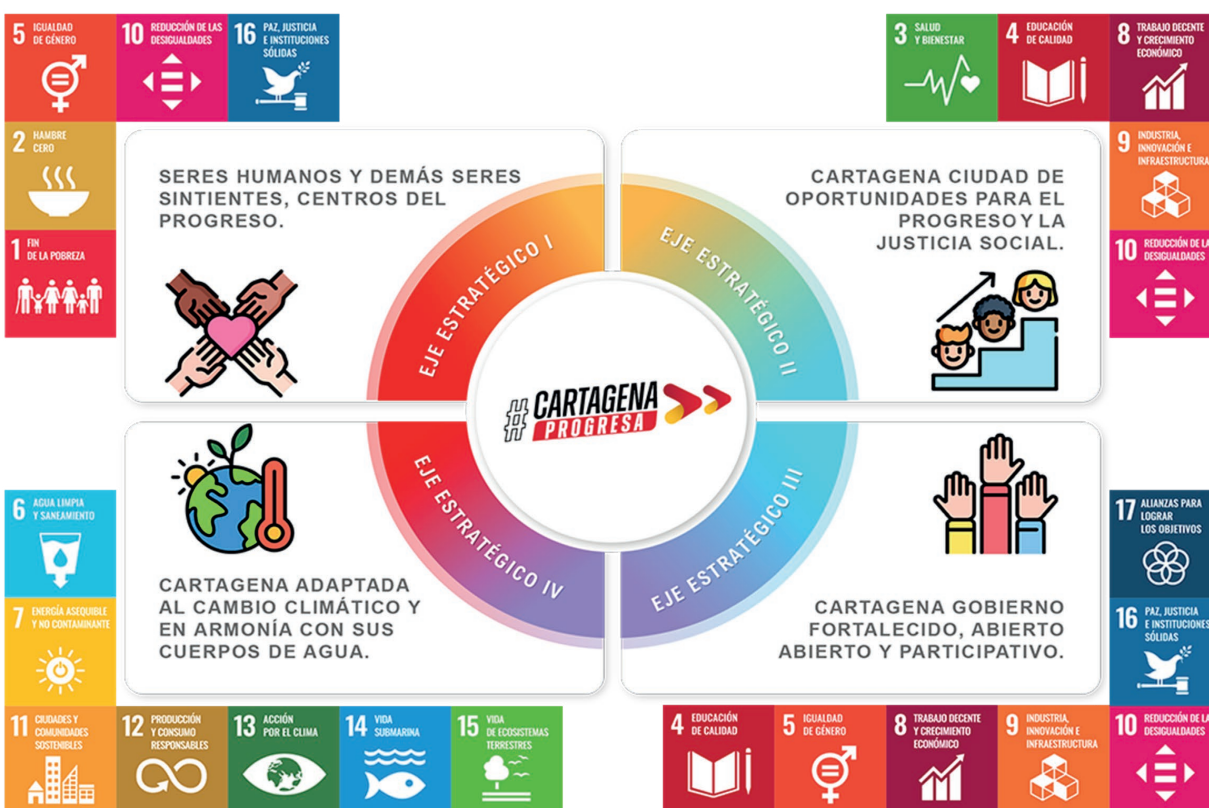 5 IGUALDAD
DE GÉNERO
10 REDUCCIÓN DE LAS
DESIGUALDADES
16 PAZ, JUSTICIA
E INSTITUCIONES
SÓLIDAS
2 HAMBRE
CERO
1 FIN
DE LA POBREZA
SERES HUMANOS Y DEMÁS SERES
SINTIENTES, CENTROS DEL
PROGRESO.
EJE ESTRATÉGICO I
3 SALUD
Y BIENESTAR
4 EDUCACIÓN
DE CALIDAD
8 TRABAJO DECENTE
Y CRECIMIENTO
ECONÓMICO
9 INDUSTRIA,
INNOVACIÓN E
INFRAESTRUCTURA
10 REDUCCIÓN DE LA
DESIGUALDADES
CARTAGENA CIUDAD DE
OPORTUNIDADES PARA EL
PROGRESO Y LA
JUSTICIA SOCIAL.
EJE ESTRATÉGICO II
# CARTAGENA
PROGRESA
EJE ESTRATÉGICO IV
CARTAGENA ADAPTADA
AL CAMBIO CLIMÁTICO Y
EN ARMONÍA CON SUS
CUERPOS DE AGUA.
6 AGUA LIMPIA
Y SANEAMIENTO
7 ENERGÍA ASEQUIBLE
Y NO CONTAMINANTE
11 CIUDADES Y
COMUNIDADES
SOSTENIBLES
12 PRODUCCIÓN
Y CONSUMO
RESPONSABLES
13 ACCIÓN
POR EL CLIMA
14 VIDA
SUBMARINA
15 VIDA
DE ECOSISTEMAS
TERRESTRES
EJE ESTRATÉGICO III
CARTAGENA GOBIERNO
FORTALECIDO, ABIERTO
ABIERTO Y PARTICIPATIVO.
17 ALIANZAS PARA
LOGRAR
LOS OBJETIVOS
16 PAZ, JUSTICIA
E INSTITUCIONES
SÓLIDAS
4 EDUCACIÓN
DE CALIDAD
5 IGUALDAD
DE GÉNERO
8 TRABAJO DECENTE
Y CRECIMIENTO
ECONÓMICO
9 INDUSTRIA,
INNOVACIÓN E
INFRAESTRUCTURA
10 REDUCCIÓN DE LA
DESIGUALDADES